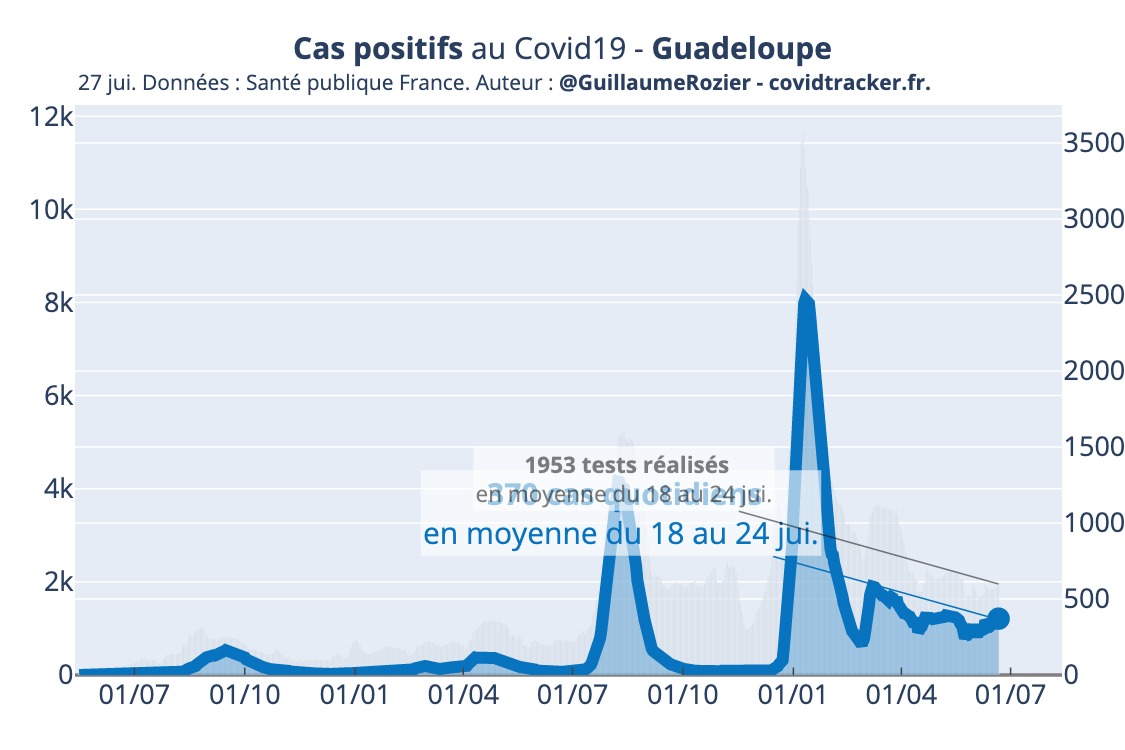 Cas positifs au Covid19 - Guadeloupe
27 jui. Données : Santé publique France. Auteur : @GuillaumeRozier - covidtracker.fr.
12k
10k
8k
6k
4k
2k
0
3500
3000
2500
2000
1500
1000
500
0
1953 tests réalisés
en moyenne du 18 au 24 jui.
370 cas quotidiens
en moyenne du 18 au 24 jui.
01/07
01/10
01/01
01/04
01/07
01/10
01/01
01/04
01/07